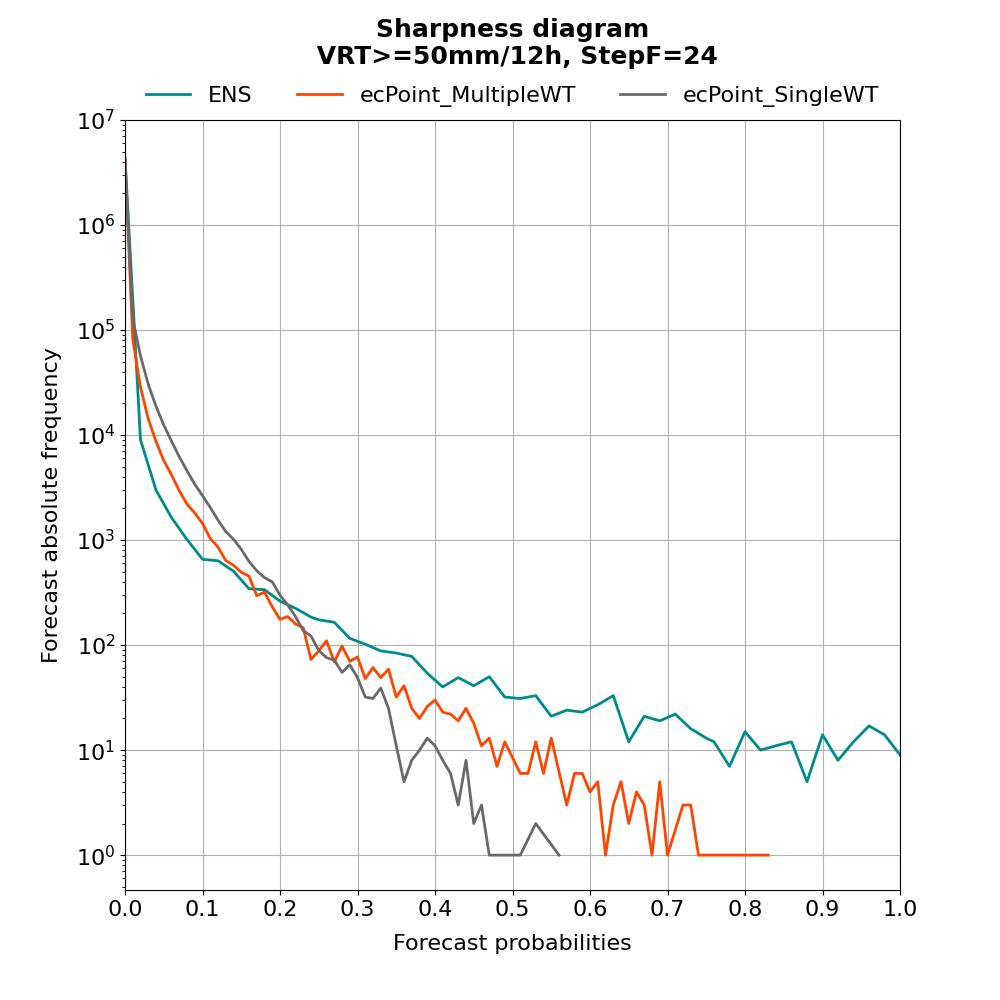 Sharpness diagram
VRT>=50mm/12h, StepF=24
ENS ecPoint_MultipleWT ecPoint_SingleWT
10^7
10^6
10^5
10^4
10^3
10^2
10^1
10^0
Forecast absolute frequency
0.0 0.1 0.2 0.3 0.4 0.5 0.6 0.7 0.8 0.9 1.0
Forecast probabilities